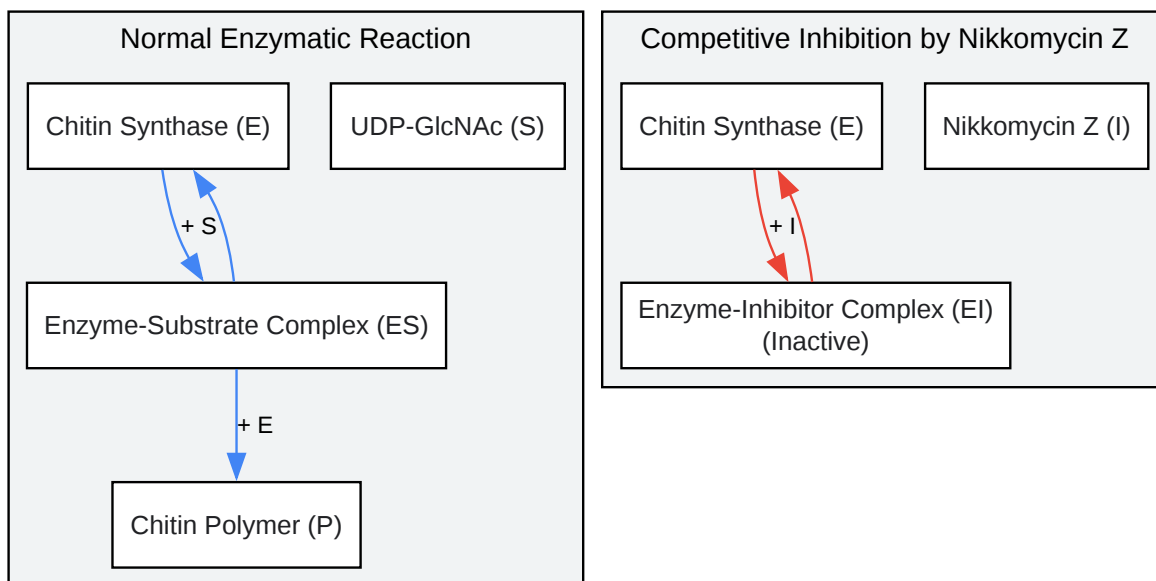 Normal Enzymatic Reaction
Chitin Synthase (E)
UDP-GlcNAc (S)
+ S
Enzyme-Substrate Complex (ES)
+ E
Chitin Polymer (P)
Competitive Inhibition by Nikkomycin Z
Chitin Synthase (E)
Nikkomycin Z (I)
+ I
Enzyme-Inhibitor Complex (EI)
(Inactive)